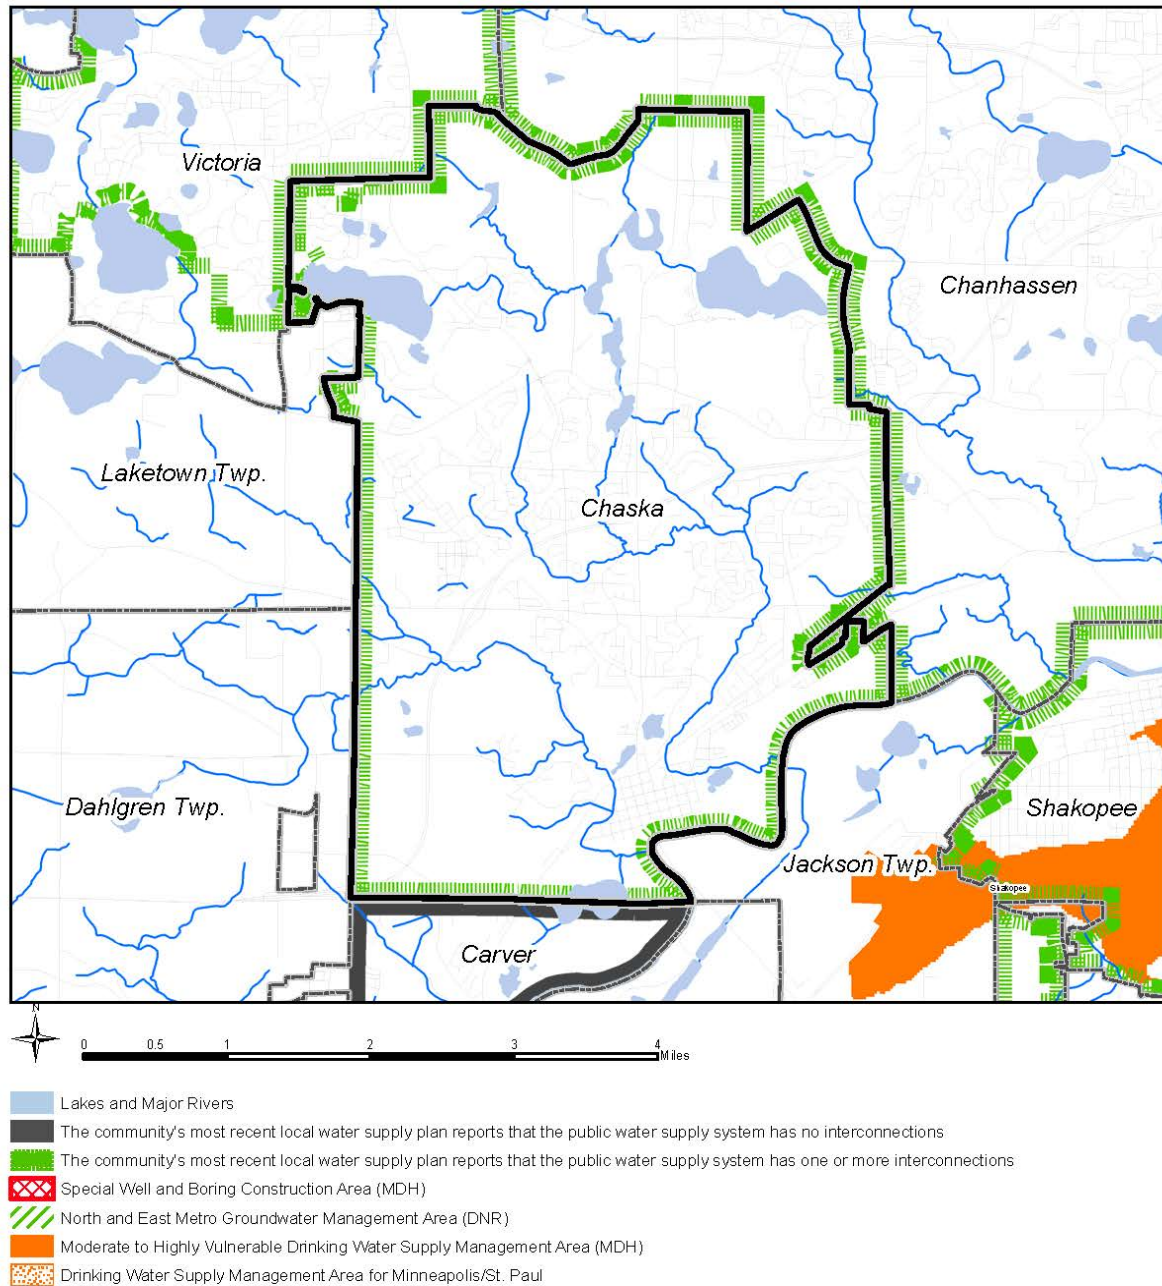 Victoria
Chanhassen
Laketown Twp.
Chaska
Dahlgren Twp.
Shakopee
Jackson Twp.
Shakopee
Carver
N
0 0.5 1 2 3 4
Miles
Lakes and Major Rivers
The community's most recent local water supply plan reports that the public water supply system has no interconnections
The community's most recent local water supply plan reports that the public water supply system has one or more interconnections
Special Well and Boring Construction Area (MDH)
North and East Metro Groundwater Management Area (DNR)
Moderate to Highly Vulnerable Drinking Water Supply Management Area (MDH)
Drinking Water Supply Management Area for Minneapolis/St. Paul